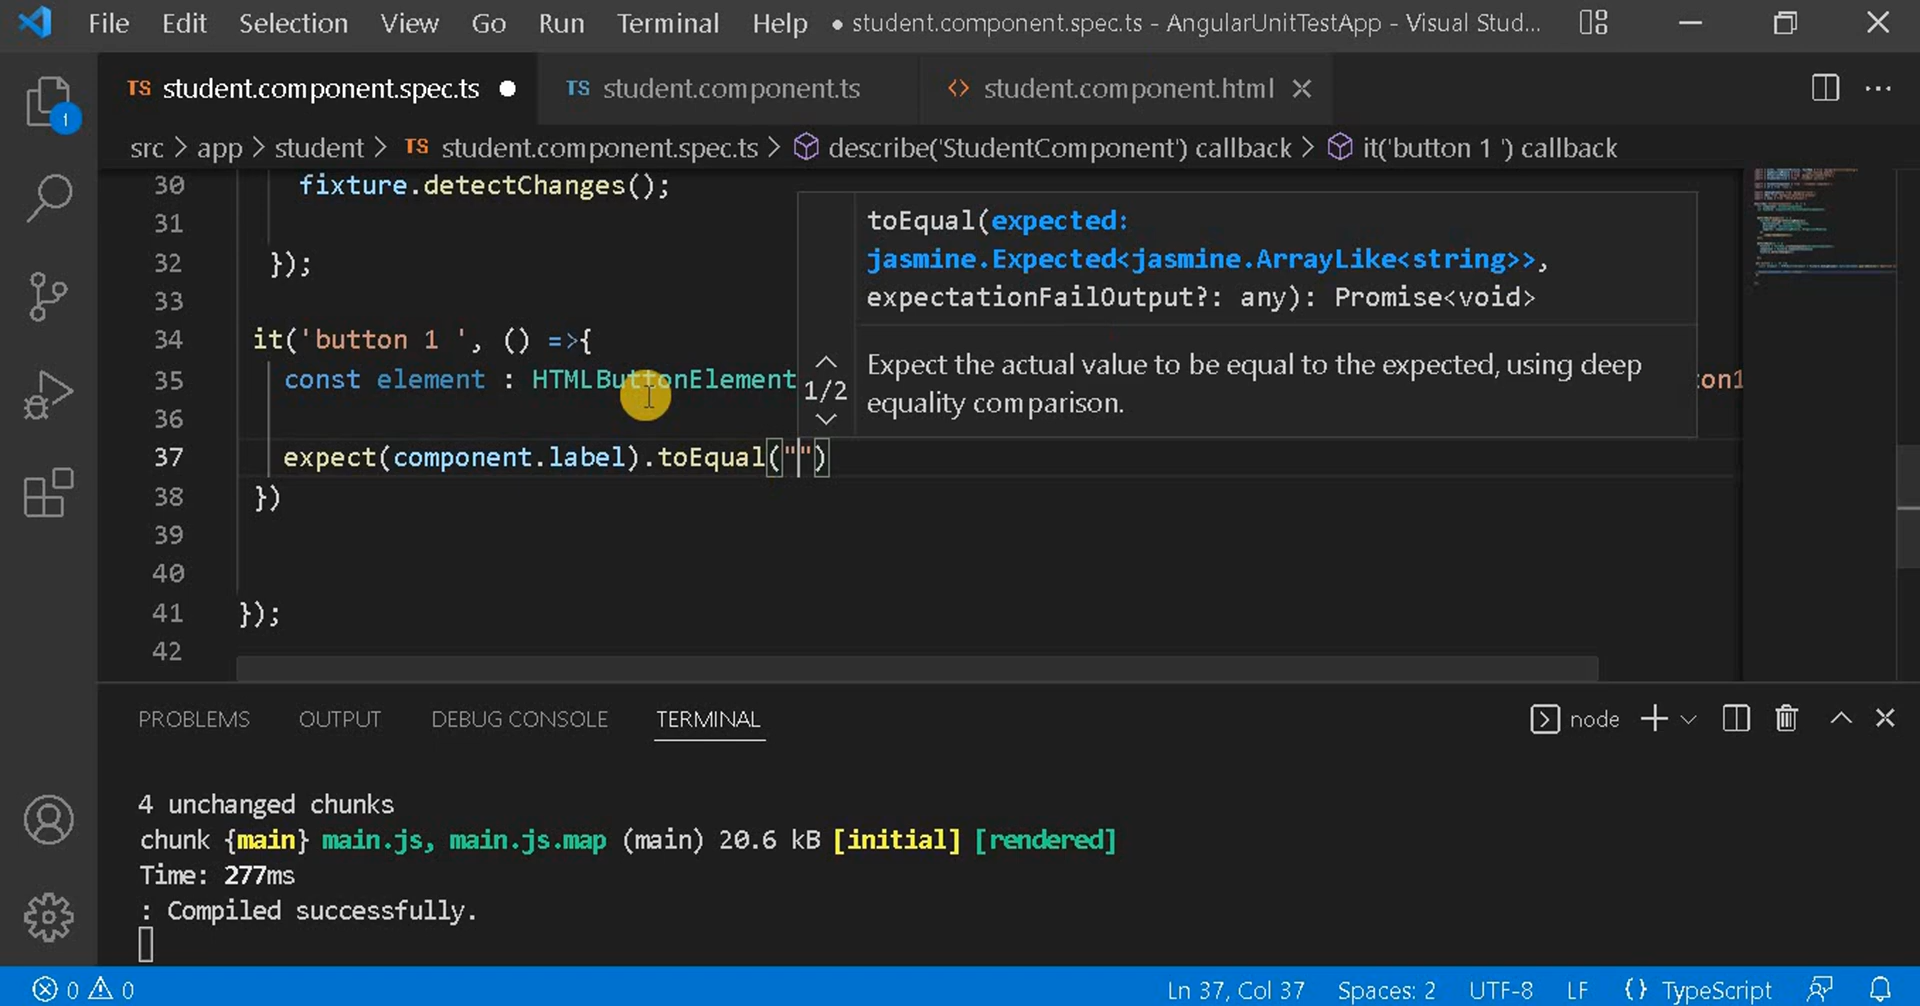 File Edit Selection View Go Run Terminal Help ● student.component.spec.ts - AngularUnitTestApp - Visual Stud...
TS student.component.spec.ts ● TS student.component.ts <> student.component.html ×
1
src > app > student > TS student.component.spec.ts > describe('StudentComponent') callback > it('button 1 ') callback
30 fixture.detectChanges();
31
32 });
33
34 it('button 1 ', () =>{
35 const element : HTMLButtonElement
36
37 expect(component.label).toEqual("")
38 })
39
40
41 });
42
toEqual(expected:
jasmine.Expected<jasmine.ArrayLike<string>>,
expectationFailOutput?: any): Promise<void>
1/2
Expect the actual value to be equal to the expected, using deep
equality comparison.
PROBLEMS OUTPUT DEBUG CONSOLE TERMINAL node
4 unchanged chunks
chunk {main} main.js, main.js.map (main) 20.6 kB [initial] [rendered]
Time: 277ms
: Compiled successfully.
0 0 Ln 37, Col 37 Spaces: 2 UTF-8 LF {} TypeScript